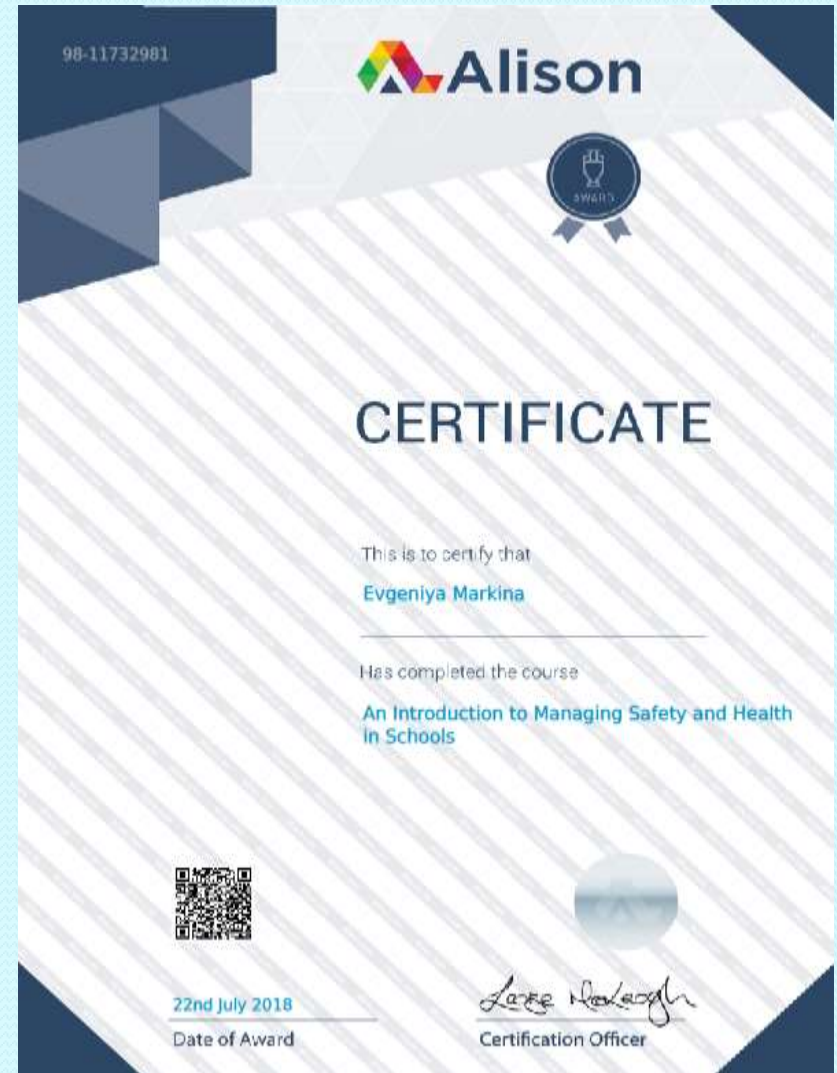 98-11732981
Alison
AWARD
CERTIFICATE
This is to certify that
Evgeniya Markina
Has completed the course
An Introduction to Managing Safety and Health
in Schools
22nd July 2018
Date of Award
Certification Officer